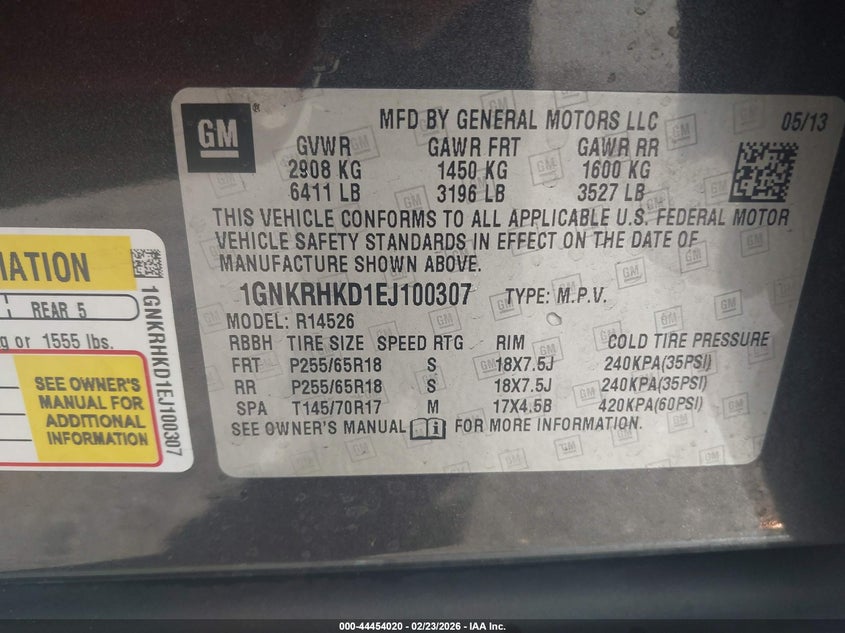 GM
®
MFD BY GENERAL MOTORS LLC
05/13
GVWR GAWR FRT GAWR RR
2908 KG 1450 KG 1600 KG
6411 LB 3196 LB 3527 LB
THIS VEHICLE CONFORMS TO ALL APPLICABLE U.S. FEDERAL MOTOR
VEHICLE SAFETY STANDARDS IN EFFECT ON THE DATE OF
MANUFACTURE SHOWN ABOVE.
1GNKRHKD1EJ100307 TYPE: M.P.V.
MODEL: R14526
RBBH TIRE SIZE SPEED RTG RIM COLD TIRE PRESSURE
FRT P255/65R18 S 18X7.5J 240KPA(35PSI)
RR P255/65R18 S 18X7.5J 240KPA(35PSI)
SPA T145/70R17 M 17X4.5B 420KPA(60PSI)
SEE OWNER'S MANUAL FOR MORE INFORMATION.
MATION
REAR 5
or 1555 lbs.
SEE OWNER'S
MANUAL FOR
ADDITIONAL
INFORMATION
1GNKRHKD1EJ100307
000-44454020 - 02/23/2026 - IAA Inc.